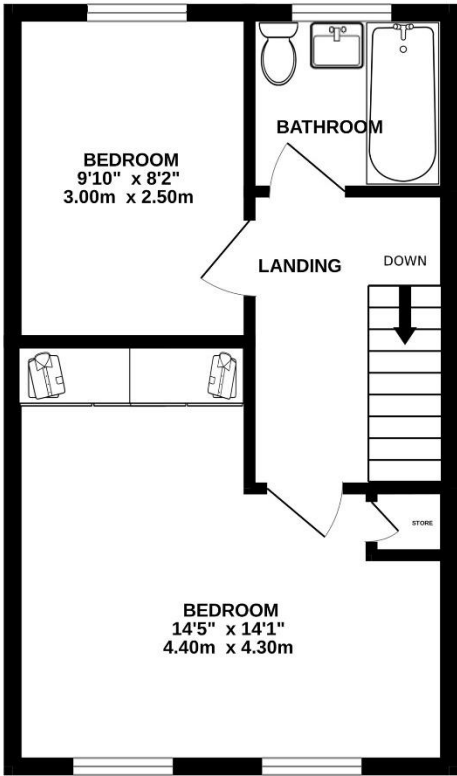 BATHROOM
BEDROOM
9'10" x 8'2"
3.00m x 2.50m
LANDING
DOWN
STORE
BEDROOM
14'5" x 14'1"
4.40m x 4.30m